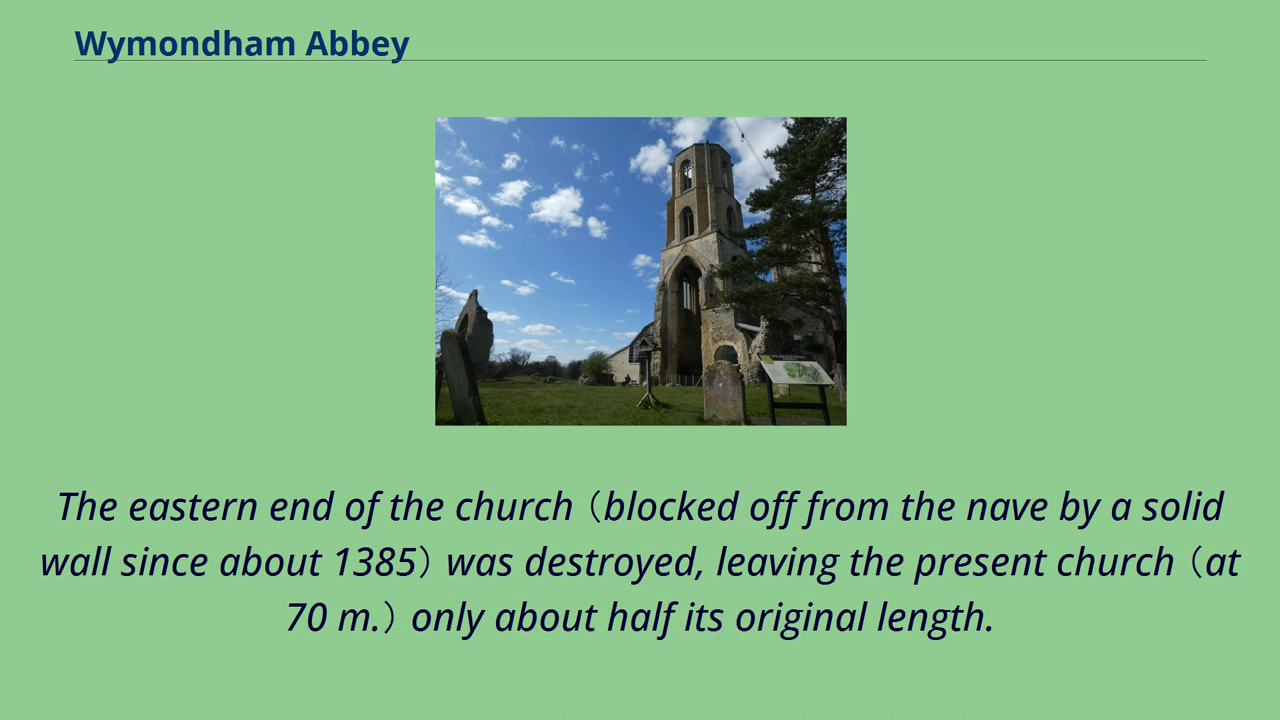 Wymondham Abbey
The eastern end of the church (blocked off from the nave by a solid
wall since about 1385) was destroyed, leaving the present church (at
70 m.) only about half its original length.